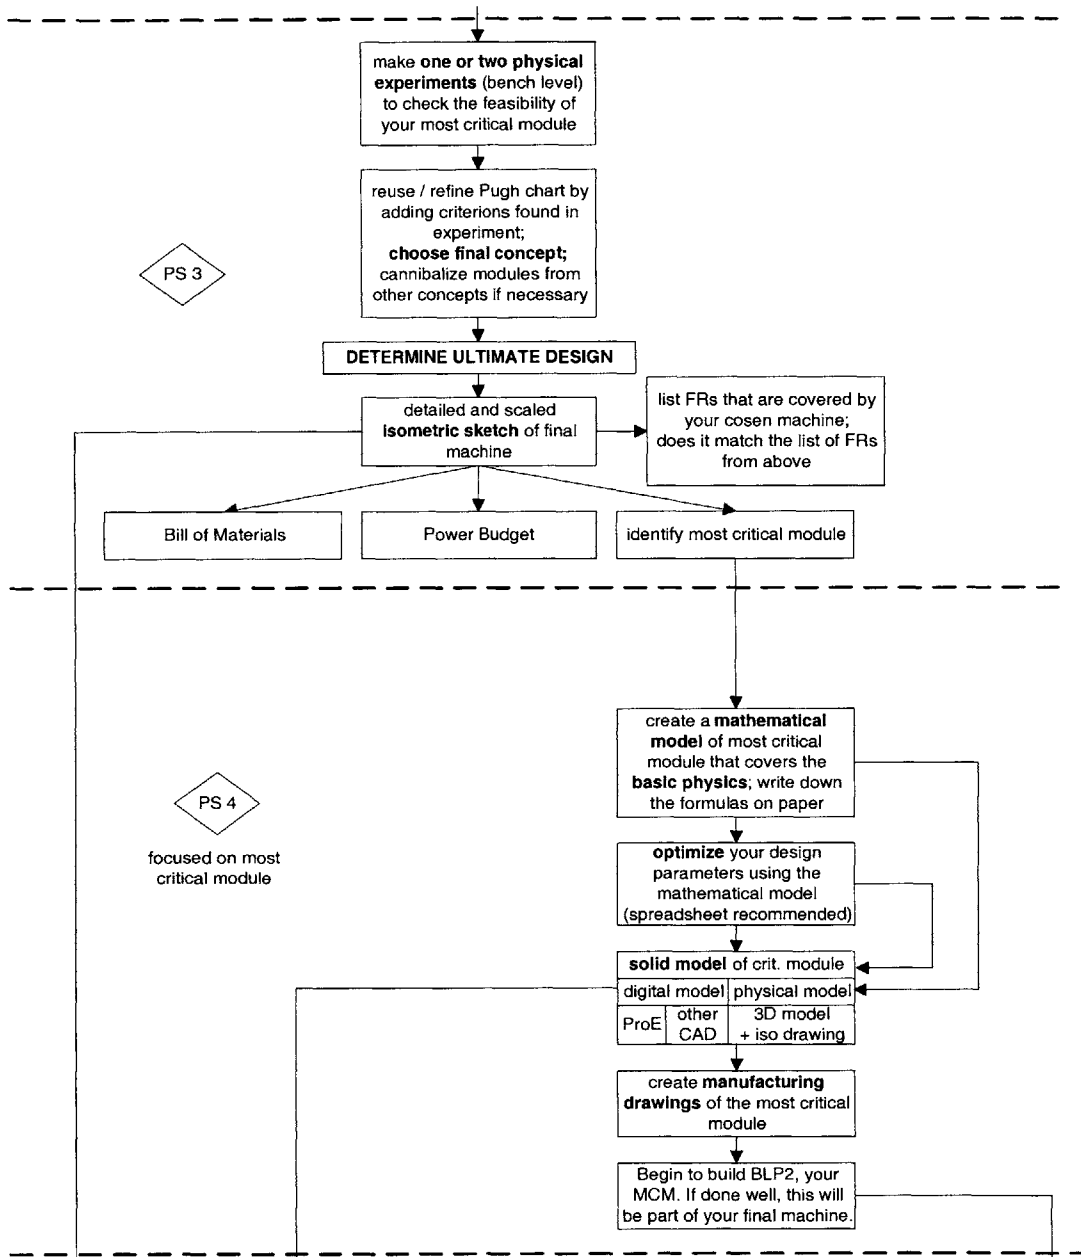 make one or two physical
experiments (bench level)
to check the feasibility of
your most critical module
reuse / refine Pugh chart by
adding criterions found in
experiment;
choose final concept;
cannibalize modules from
other concepts if necessary
PS 3
DETERMINE ULTIMATE DESIGN
detailed and scaled
isometric sketch of final
machine
list FRs that are covered by
your cosen machine;
does it match the list of FRs
from above
Bill of Materials
Power Budget
identify most critical module
create a mathematical
model of most critical
module that covers the
basic physics; write down
the formulas on paper
PS 4
focused on most
critical module
optimize your design
parameters using the
mathematical model
(spreadsheet recommended)
solid model of crit. module
digital model physical model
ProE
other
CAD
3D model
+ iso drawing
create manufacturing
drawings of the most critical
module
Begin to build BLP2, your
MCM. If done well, this will
be part of your final machine.